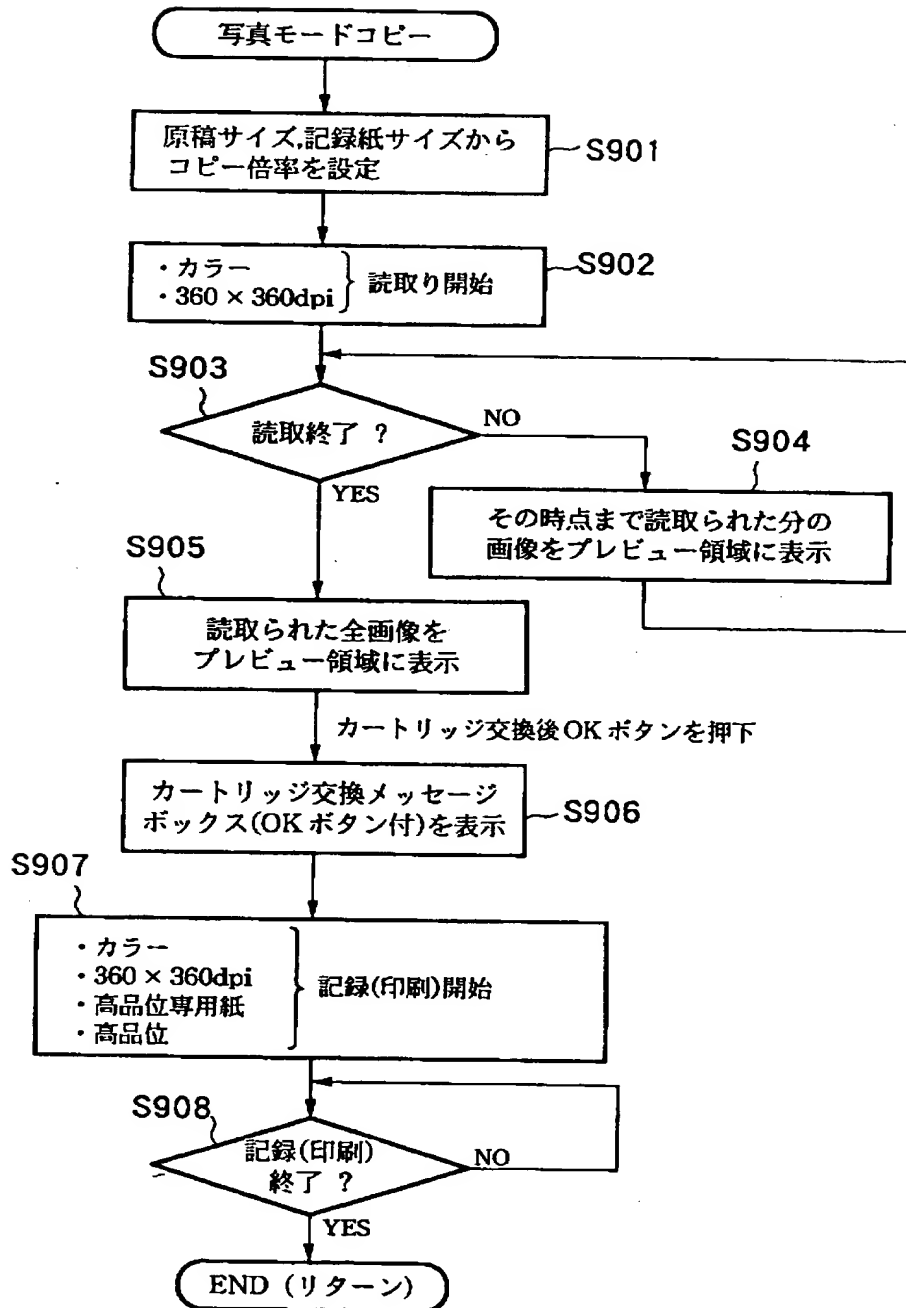 写真モードコピー
原稿サイズ,記録紙サイズから
コピー倍率を設定
S901
・カラー
・360×360dpi
読取り開始
S902
S903
読取終了 ?
NO
YES
S904
その時点まで読取られた分の
画像をプレビュー領域に表示
S905
読取られた全画像を
プレビュー領域に表示
カートリッジ交換後OKボタンを押下
カートリッジ交換メッセージ
ボックス(OKボタン付)を表示
S906
S907
・カラー
・360×360dpi
・高品位専用紙
・高品位
記録(印刷)開始
S908
記録(印刷)
終了 ?
NO
YES
END (リターン)